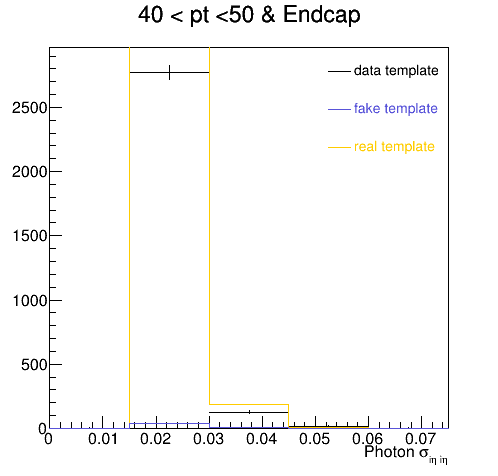 40 < pt <50 & Endcap
data template
fake template
real template
2500
2000
1500
1000
500
0
0 0.01 0.02 0.03 0.04 0.05 0.06 0.07
Photon σiη iη